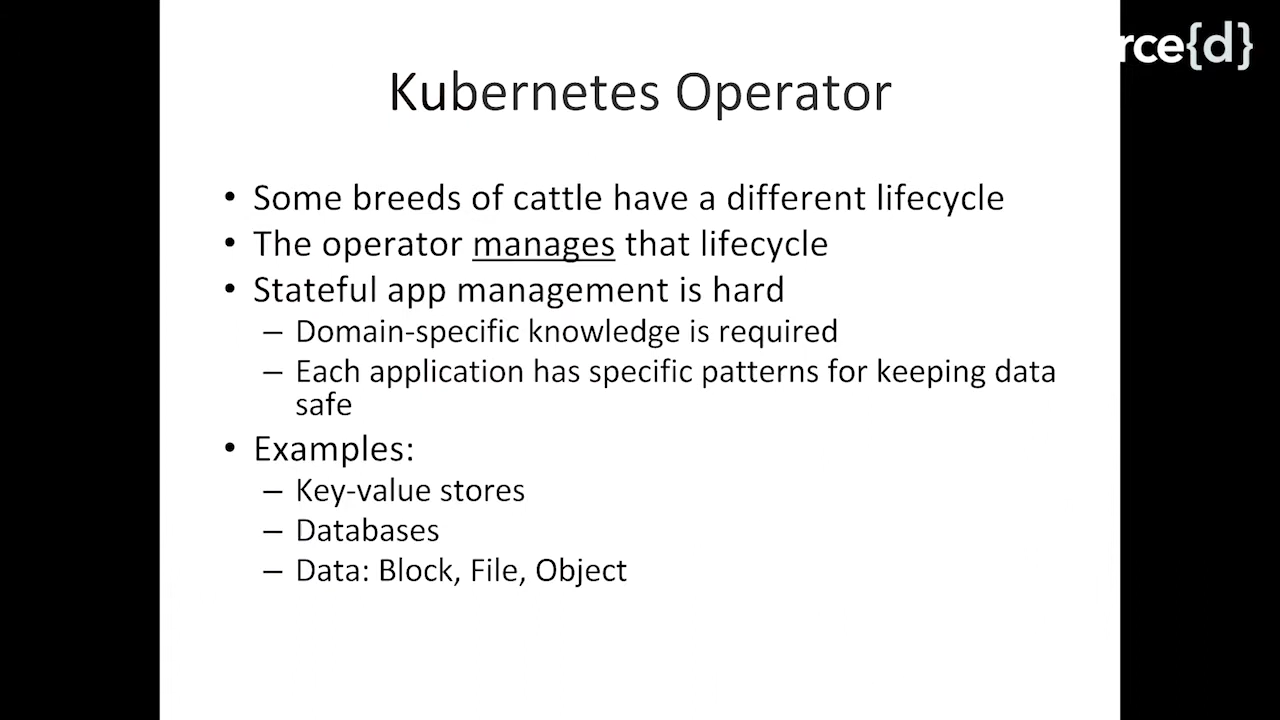 rce{d}
Kubernetes Operator
• Some breeds of cattle have a different lifecycle
• The operator manages that lifecycle
• Stateful app management is hard
– Domain-specific knowledge is required
– Each application has specific patterns for keeping data
safe
• Examples:
– Key-value stores
– Databases
– Data: Block, File, Object